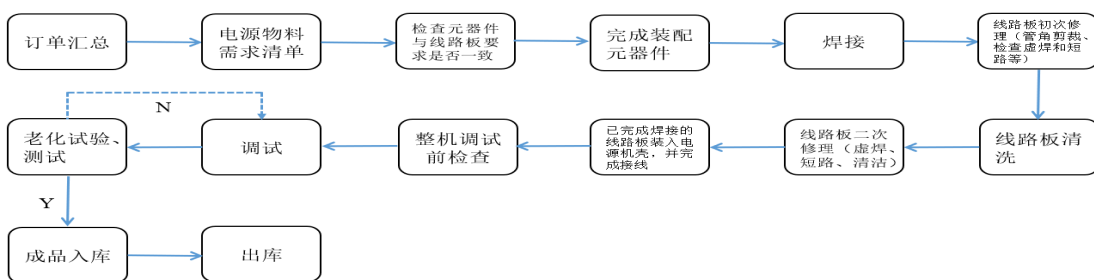 订单汇总
电源物料
需求清单
检查元器件
与线路板要
求是否一致
完成装配
元器件
焊接
线路板初次修
理（管角剪裁、
检查虚焊和短
路等）
N
老化试验、
测试
调试
整机调试
前检查
已完成焊接的
线路板装入电
源机壳，并完
成接线
线路板二次
修理（虚焊、
短路、清洁）
线路板清
洗
Y
成品入库
出库